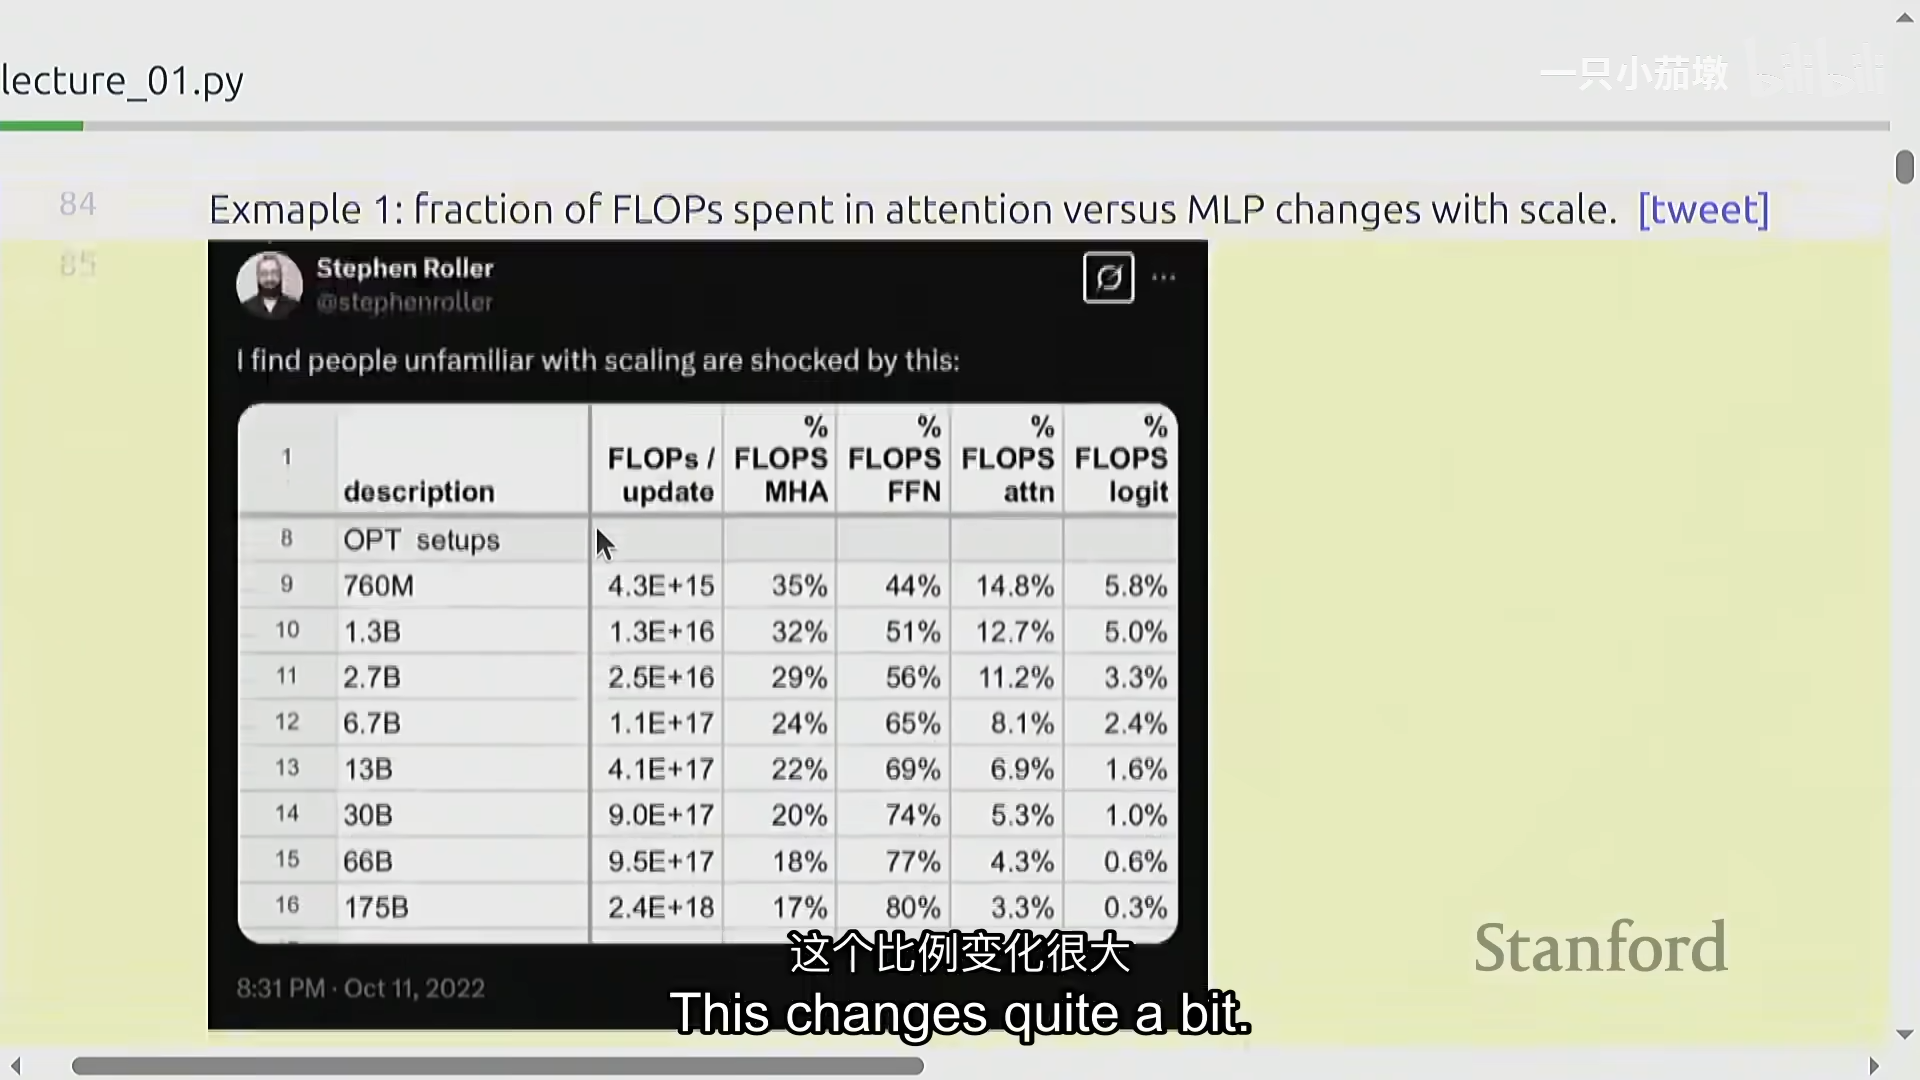 lecture_01.py
一只小茄墩 bilibili
84 Exmaple 1: fraction of FLOPs spent in attention versus MLP changes with scale. [tweet]
85
Stephen Roller
@stephenroller
I find people unfamiliar with scaling are shocked by this:
1 description FLOPs / update % FLOPS MHA % FLOPS FFN % FLOPS attn % FLOPS logit
8 OPT setups
9 760M 4.3E+15 35% 44% 14.8% 5.8%
10 1.3B 1.3E+16 32% 51% 12.7% 5.0%
11 2.7B 2.5E+16 29% 56% 11.2% 3.3%
12 6.7B 1.1E+17 24% 65% 8.1% 2.4%
13 13B 4.1E+17 22% 69% 6.9% 1.6%
14 30B 9.0E+17 20% 74% 5.3% 1.0%
15 66B 9.5E+17 18% 77% 4.3% 0.6%
16 175B 2.4E+18 17% 80% 3.3% 0.3%
8:31 PM · Oct 11, 2022
Stanford
这个比例变化很大
This changes quite a bit.